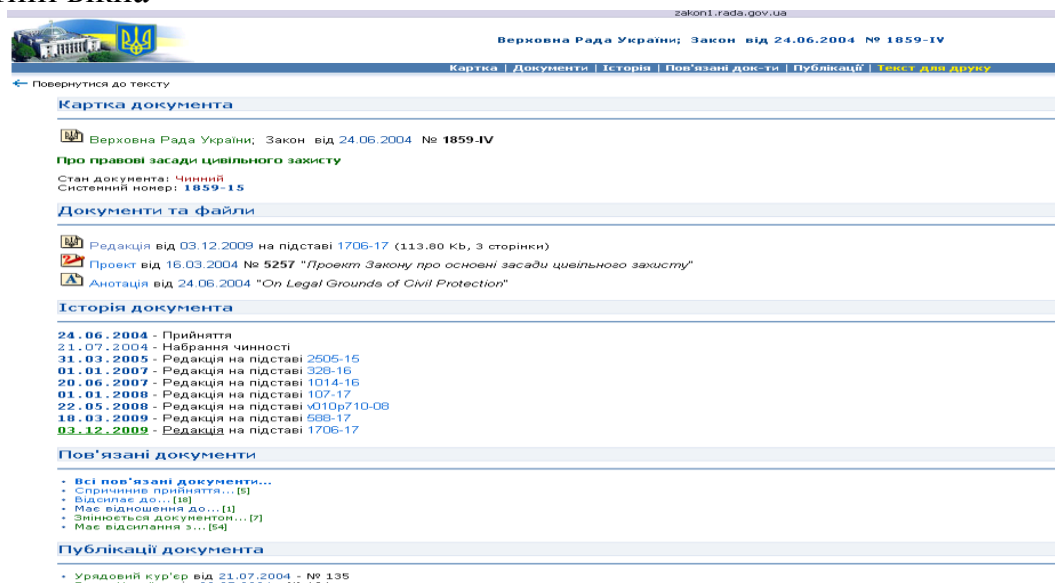 zakon1.rada.gov.ua
Верховна Рада України; Закон від 24.06.2004 № 1859-IV
Картка | Документи | Історія | Пов'язані док-ти | Публікації | Текст для друку
← Повернутися до тексту
Картка документа
Верховна Рада України; Закон від 24.06.2004 № 1859-IV
Про правові засади цивільного захисту
Стан документа: Чинний
Системний номер: 1859-15
Документи та файли
Редакція від 03.12.2009 на підставі 1706-17 (113.80 Kb, 3 сторінки)
Проект від 16.03.2004 № 5257 "Проект Закону про основні засади цивільного захисту"
Анотація від 24.06.2004 "On Legal Grounds of Civil Protection"
Історія документа
24.06.2004 - Прийняття
21.07.2004 - Набрання чинності
31.03.2005 - Редакція на підставі 2505-15
01.01.2007 - Редакція на підставі 328-16
20.06.2007 - Редакція на підставі 1014-16
01.01.2008 - Редакція на підставі 107-17
22.05.2008 - Редакція на підставі v010p710-08
18.03.2009 - Редакція на підставі 588-17
03.12.2009 - Редакція на підставі 1706-17
Пов'язані документи
• Всі пов'язані документи...
• Спричинив прийняття...[5]
• Відсилає до...[18]
• Має відношення до...[1]
• Змінюється документом...[7]
• Має відсилання з...[54]
Публікації документа
• Урядовий кур'єр від 21.07.2004 - № 135